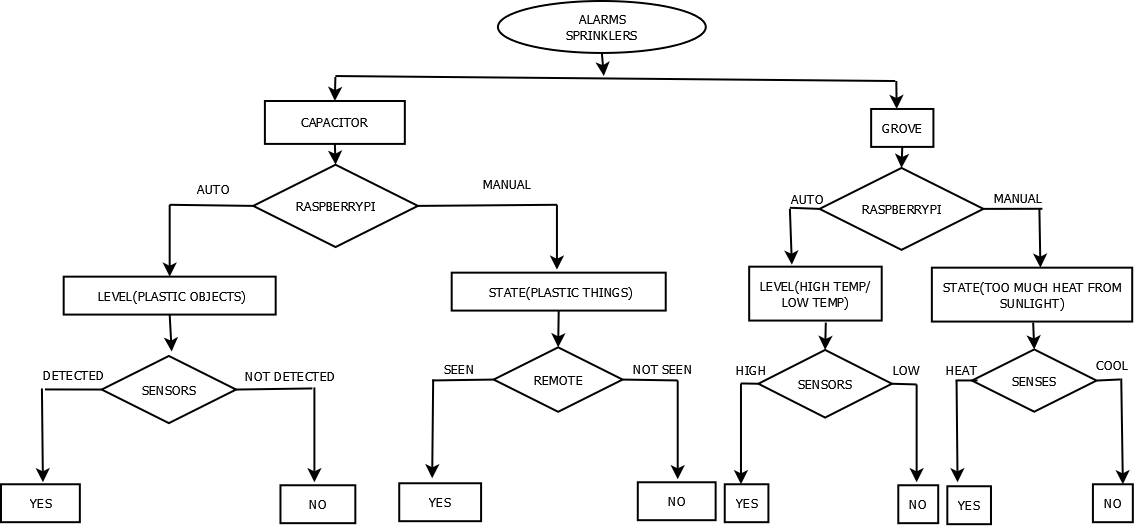 ALARMS
SPRINKLERS
CAPACITOR
GROVE
AUTO
MANUAL
RASPBERRYPI
AUTO
MANUAL
RASPBERRYPI
LEVEL(PLASTIC OBJECTS)
STATE(PLASTIC THINGS)
LEVEL(HIGH TEMP/
LOW TEMP)
STATE(TOO MUCH HEAT FROM
SUNLIGHT)
DETECTED
SENSORS
NOT DETECTED
SEEN
REMOTE
NOT SEEN
HIGH
SENSORS
LOW
HEAT
SENSES
COOL
YES
NO
YES
NO
YES
NO
YES
NO